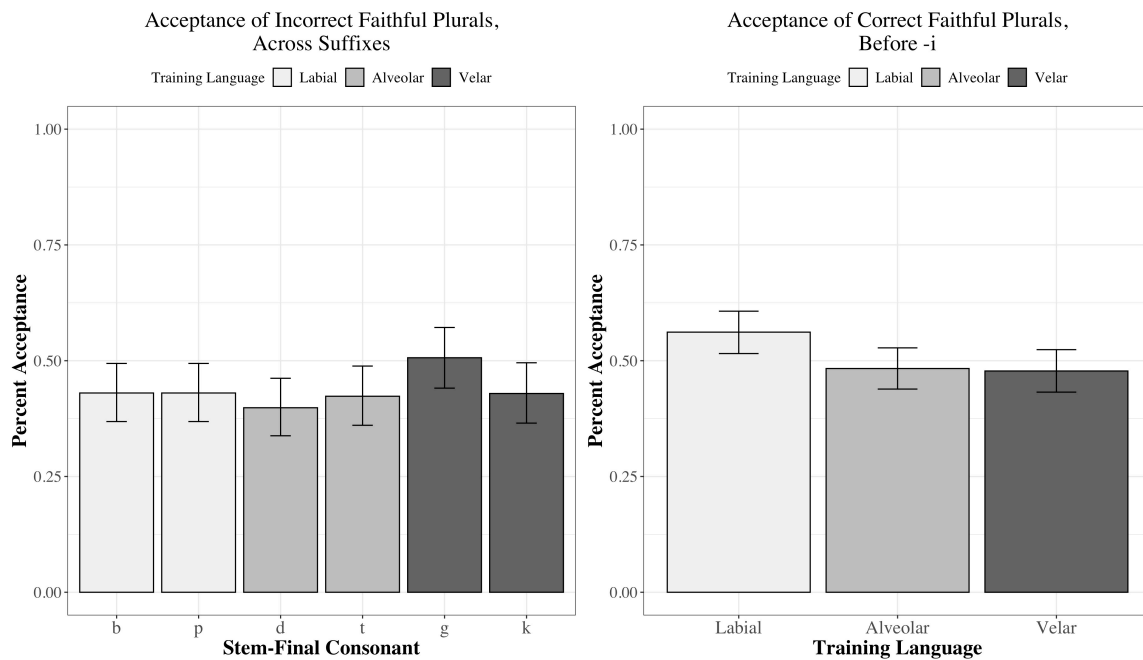 Acceptance of Incorrect Faithful Plurals,
Across Suffixes
Training Language Labial Alveolar Velar
1.00
0.75
0.50
0.25
0.00
Percent Acceptance
b p d t g k
Stem-Final Consonant
Acceptance of Correct Faithful Plurals,
Before -i
Training Language Labial Alveolar Velar
1.00
0.75
0.50
0.25
0.00
Percent Acceptance
Labial Alveolar Velar
Training Language